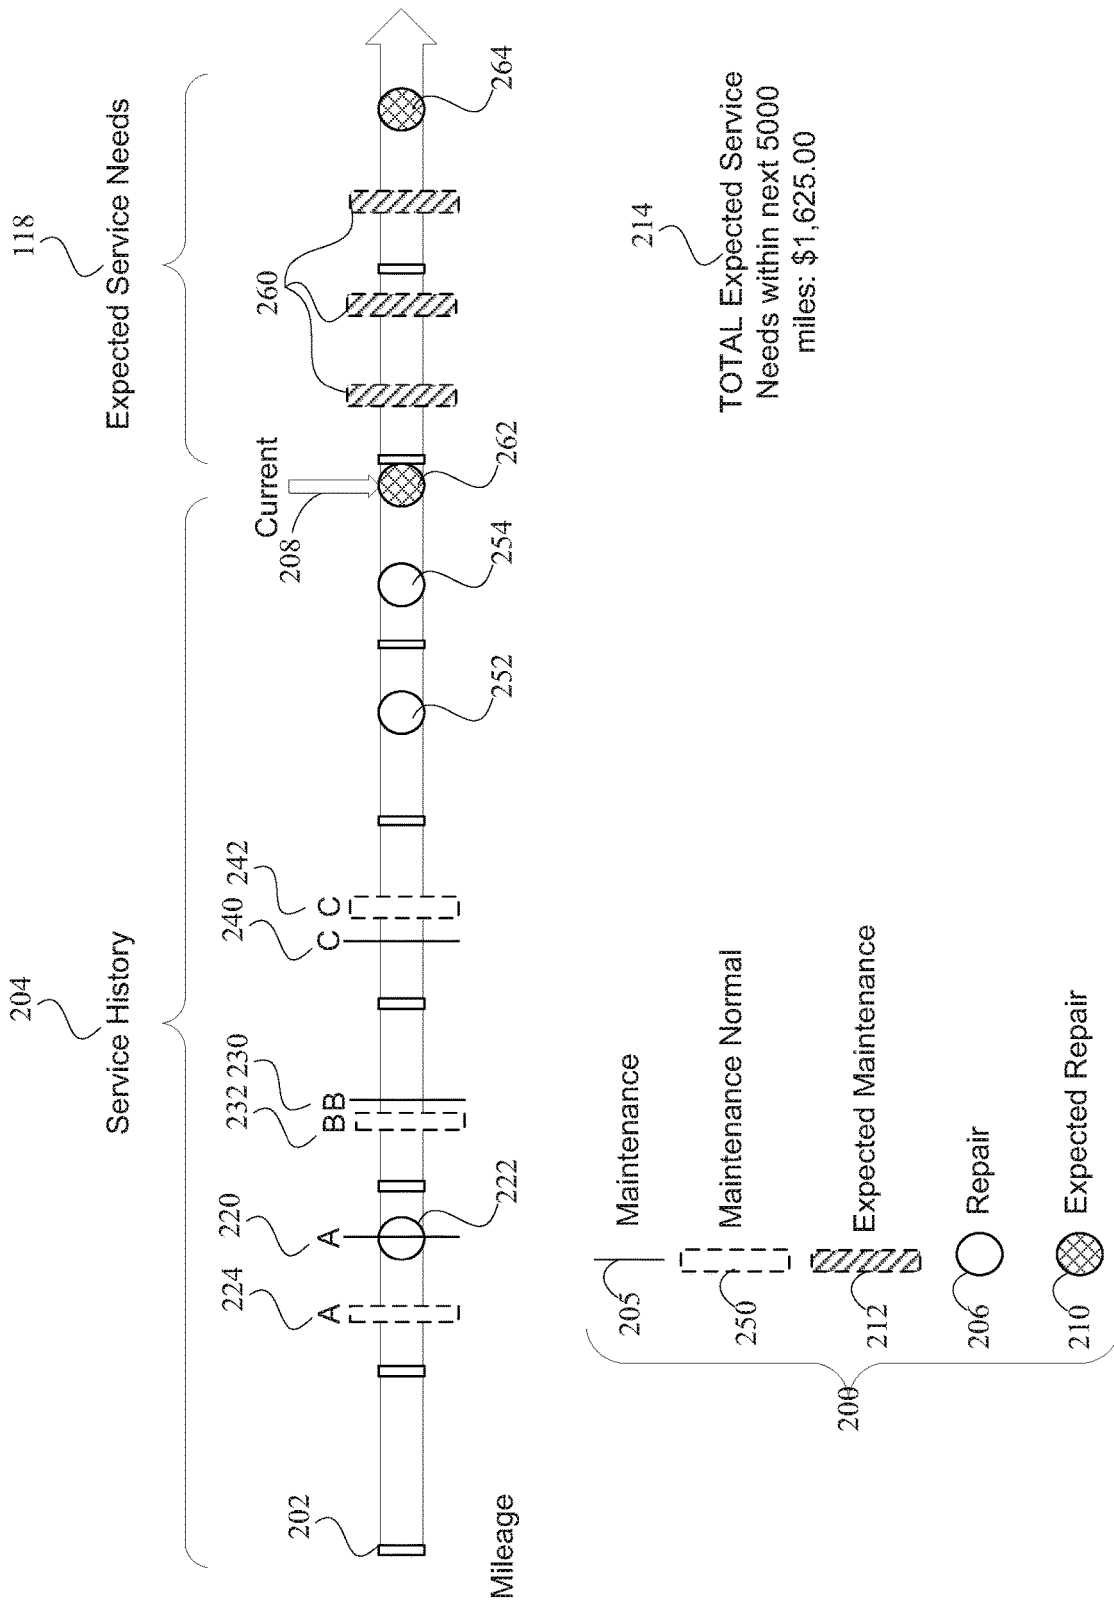 204
118
Service History
Expected Service Needs
224
220
232
230
240
242
208
Current
260
202
A
A
B
B
C
C
Mileage
222
252
254
262
264
200
205
Maintenance
250
Maintenance Normal
212
Expected Maintenance
206
Repair
210
Expected Repair
214
TOTAL Expected Service
Needs within next 5000
miles: $1,625.00